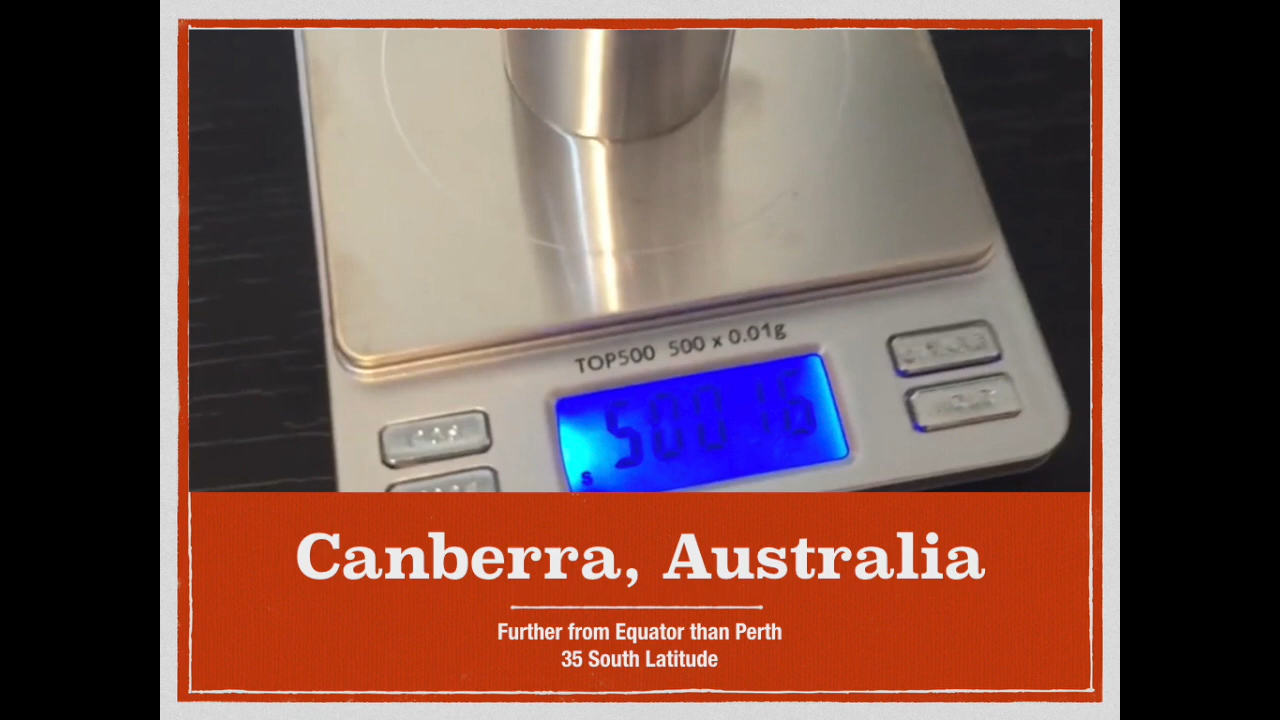 TOP500 500 x 0.01g
500 16
S
Canberra, Australia
Further from Equator than Perth
35 South Latitude